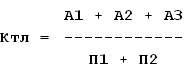 А1 + А2 + А3
Ктл = ------------
П1 + П2